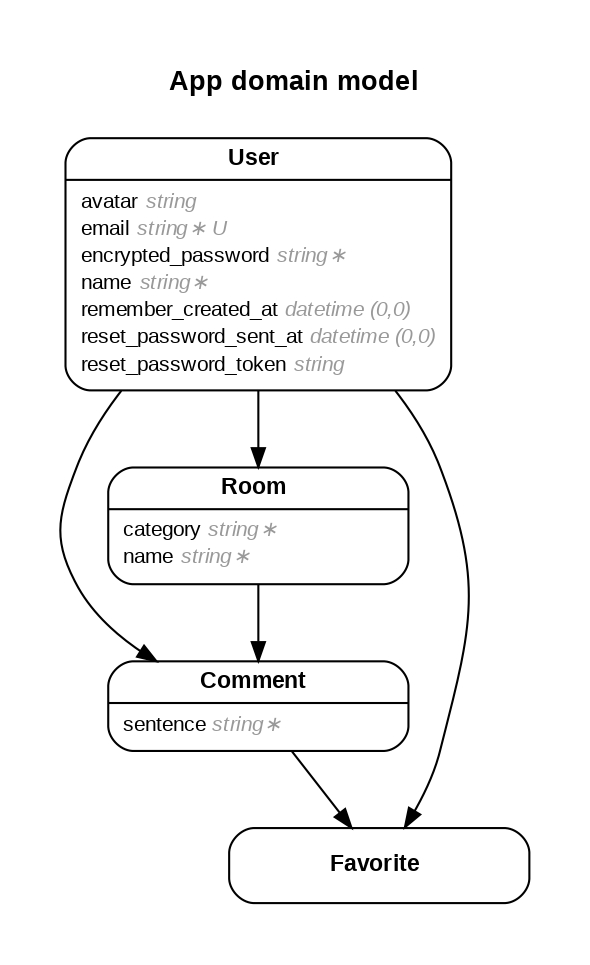 App domain model
User
avatar string
email string∗ U
encrypted_password string∗
name string∗
remember_created_at datetime (0,0)
reset_password_sent_at datetime (0,0)
reset_password_token string
Room
category string∗
name string∗
Comment
sentence string∗
Favorite